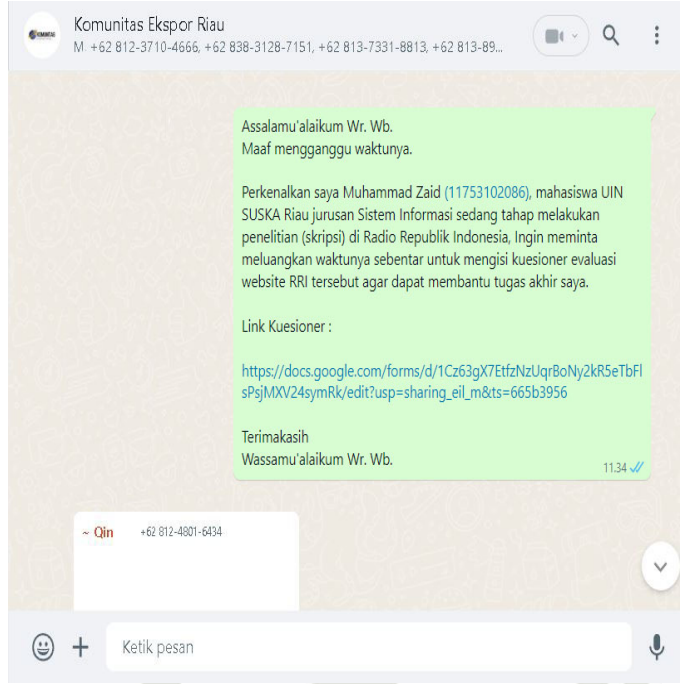 Komunitas Ekspor Riau
M: +62 812-3710-4666, +62 838-3128-7151, +62 813-7331-8813, +62 813-89...
Assalamu'alaikum Wr. Wb.
Maaf mengganggu waktunya.
Perkenalkan saya Muhammad Zaid (11753102086), mahasiswa UIN
SUSKA Riau jurusan Sistem Informasi sedang tahap melakukan
penelitian (skripsi) di Radio Republik Indonesia, Ingin meminta
meluangkan waktunya sebentar untuk mengisi kuesioner evaluasi
website RRI tersebut agar dapat membantu tugas akhir saya.
Link Kuesioner :
https://docs.google.com/forms/d/1Cz63gX7EtfzNzUqrBoNy2kR5eTbFl
sPsjMXV24symRk/edit?usp=sharing_eil_m&ts=665b3956
Terimakasih
Wassamu'alaikum Wr. Wb.
11.34
~ Qin +62 812-4801-6434
Ketik pesan